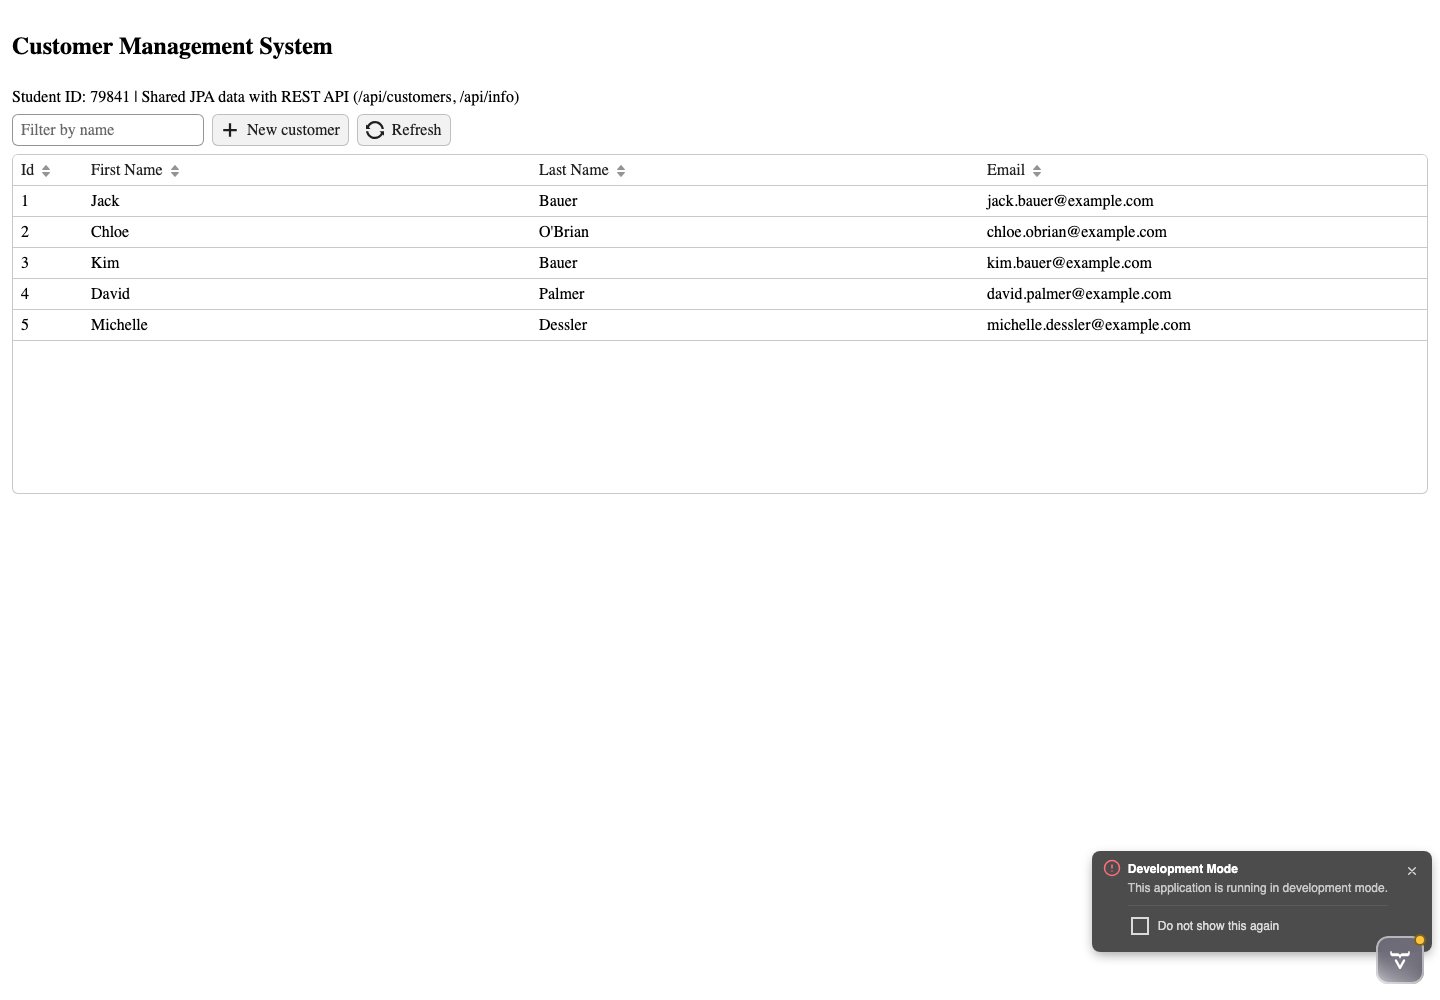 Customer Management System
Student ID: 79841 | Shared JPA data with REST API (/api/customers, /api/info)
Filter by name New customer Refresh
Id First Name Last Name Email
1 Jack Bauer jack.bauer@example.com
2 Chloe O'Brian chloe.obrian@example.com
3 Kim Bauer kim.bauer@example.com
4 David Palmer david.palmer@example.com
5 Michelle Dessler michelle.dessler@example.com
Development Mode
This application is running in development mode.
Do not show this again